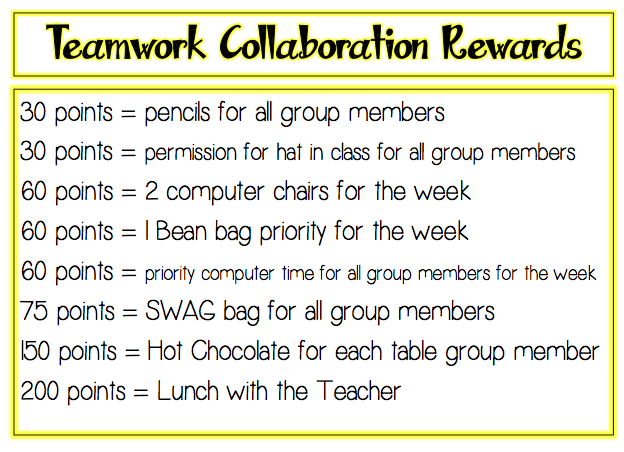 Teamwork Collaboration Rewards
30 points = pencils for all group members
30 points = permission for hat in class for all group members
60 points = 2 computer chairs for the week
60 points = 1 Bean bag priority for the week
60 points = priority computer time for all group members for the week
75 points = SWAG bag for all group members
150 points = Hot Chocolate for each table group member
200 points = Lunch with the Teacher